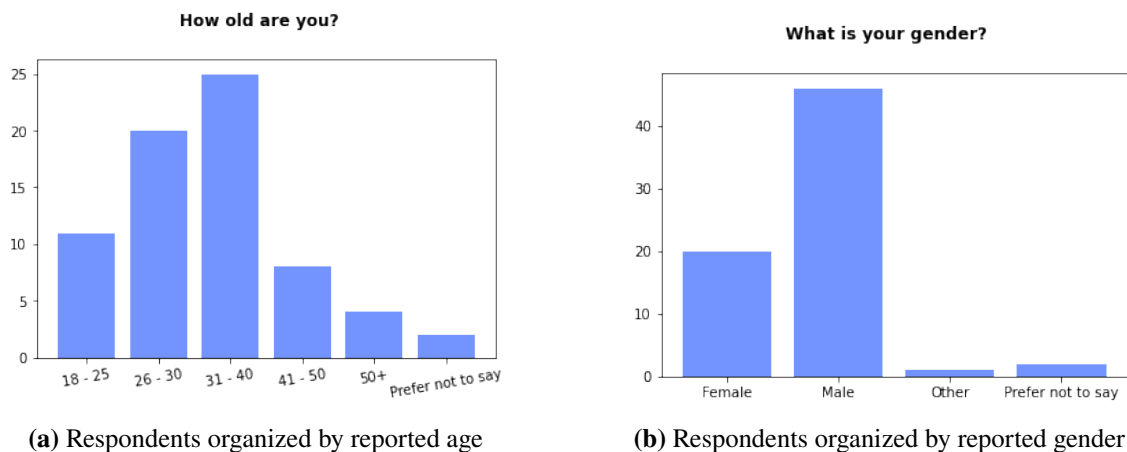 How old are you?
25
20
15
10
5
0
18 - 25
26 - 30
31 - 40
41 - 50
50+
Prefer not to say
(a) Respondents organized by reported age
What is your gender?
40
30
20
10
0
Female
Male
Other
Prefer not to say
(b) Respondents organized by reported gender